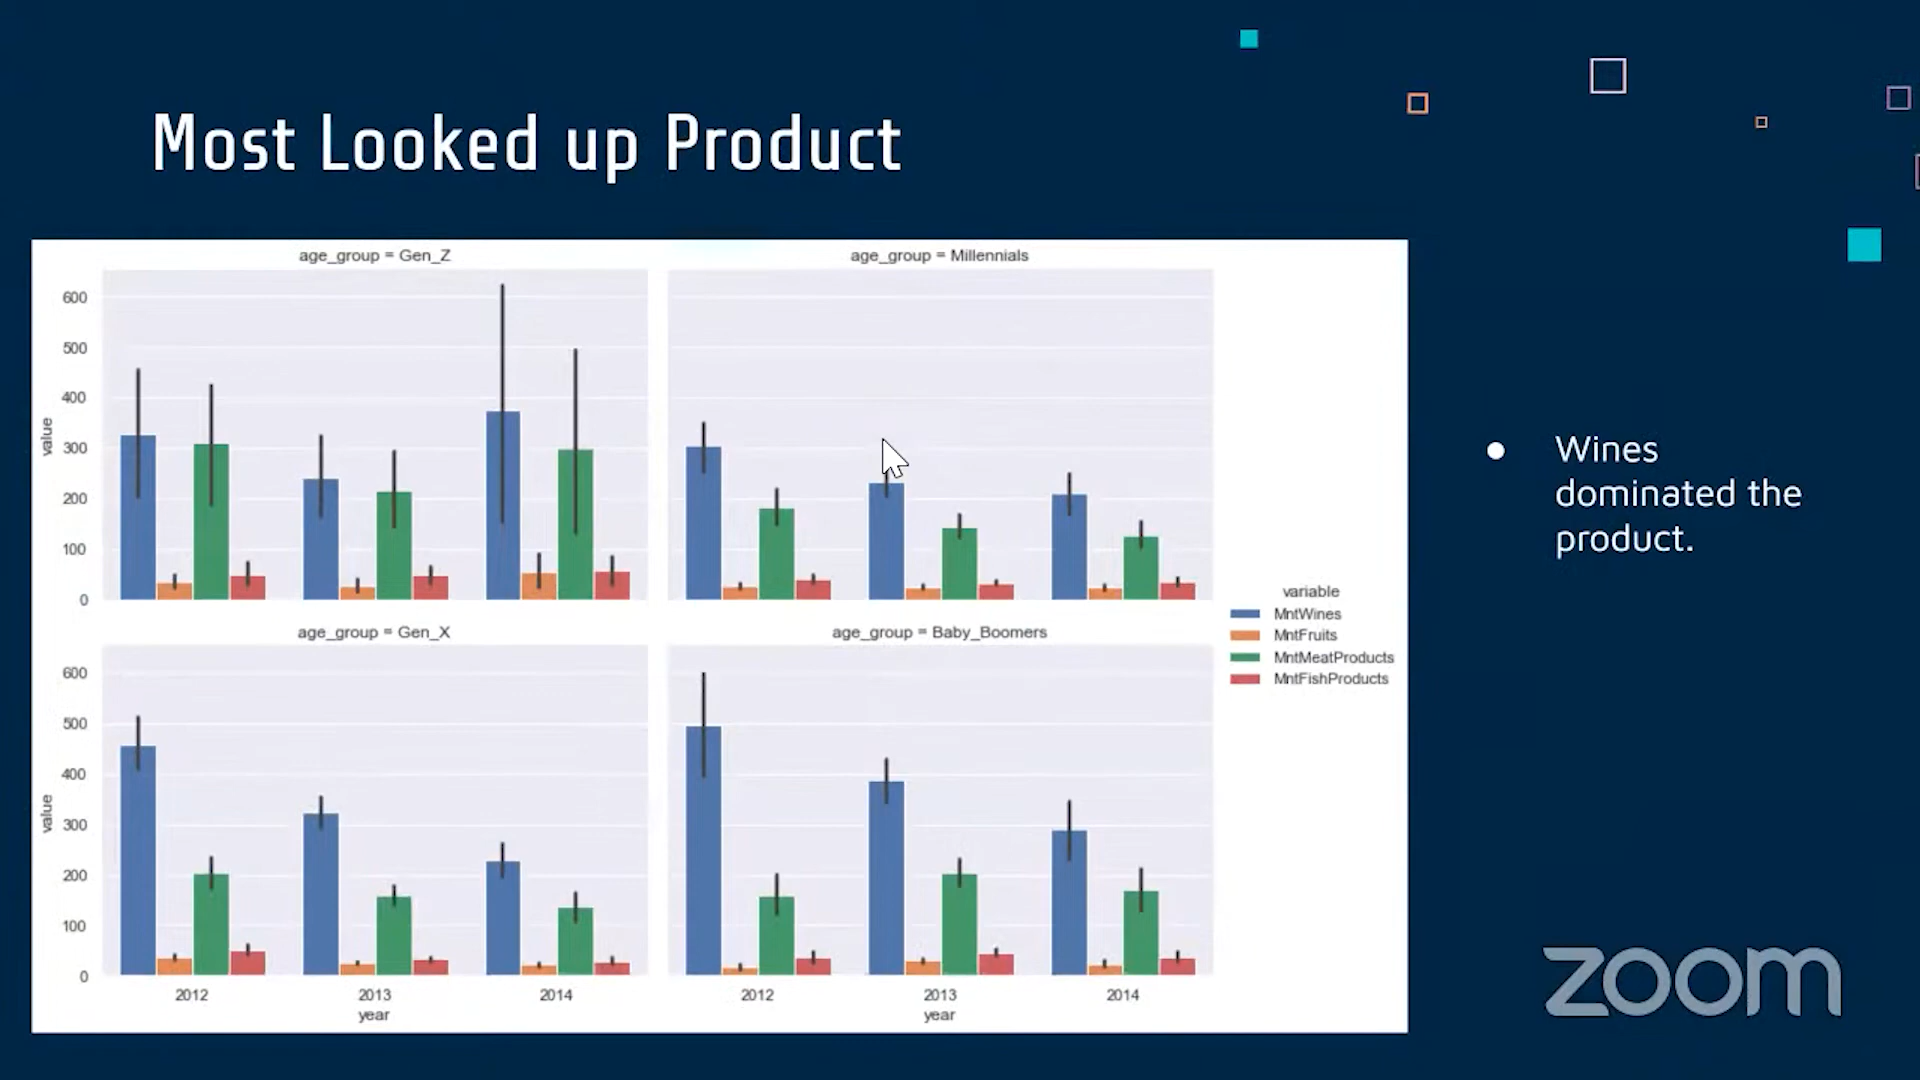 Most Looked up Product
age_group = Gen_Z
age_group = Millennials
value
600
500
400
300
200
100
0
age_group = Gen_X
age_group = Baby_Boomers
value
600
500
400
300
200
100
0
2012
2013
2014
year
2012
2013
2014
year
variable
MntWines
MntFruits
MntMeatProducts
MntFishProducts
Wines
dominated the
product.
zoom